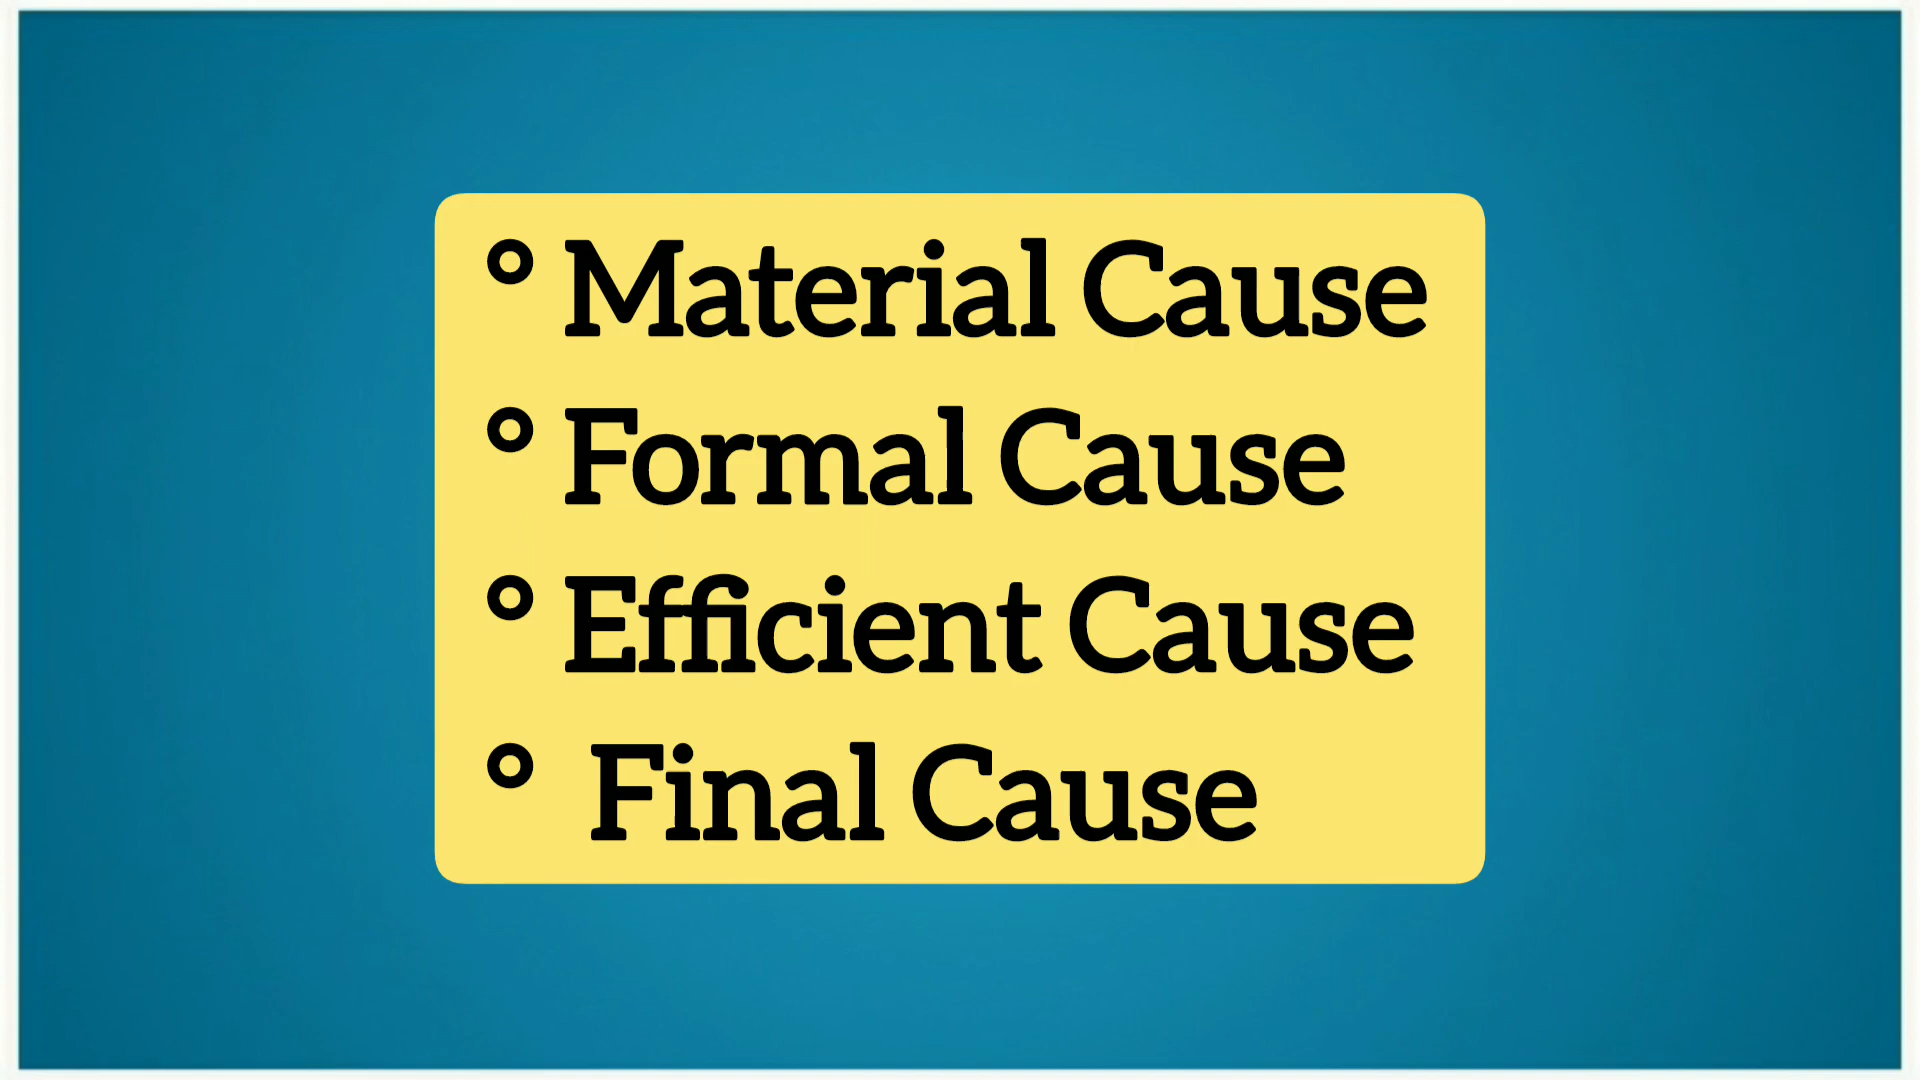 ° Material Cause
° Formal Cause
° Efficient Cause
° Final Cause